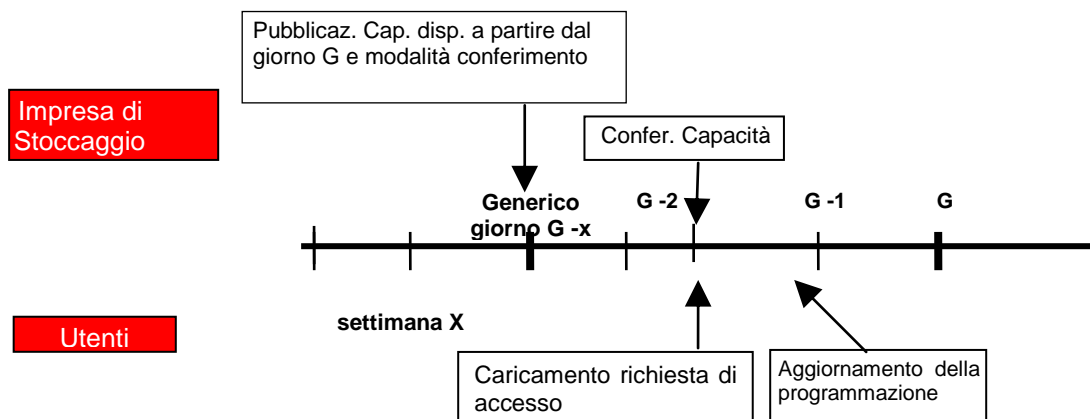 Pubblicaz. Cap. disp. a partire dal
giorno G e modalità conferimento
Impresa di
Stoccaggio
Confer. Capacità
Generico
giorno G -x
G -2
G -1
G
settimana X
Utenti
Caricamento richiesta di
accesso
Aggiornamento della
programmazione